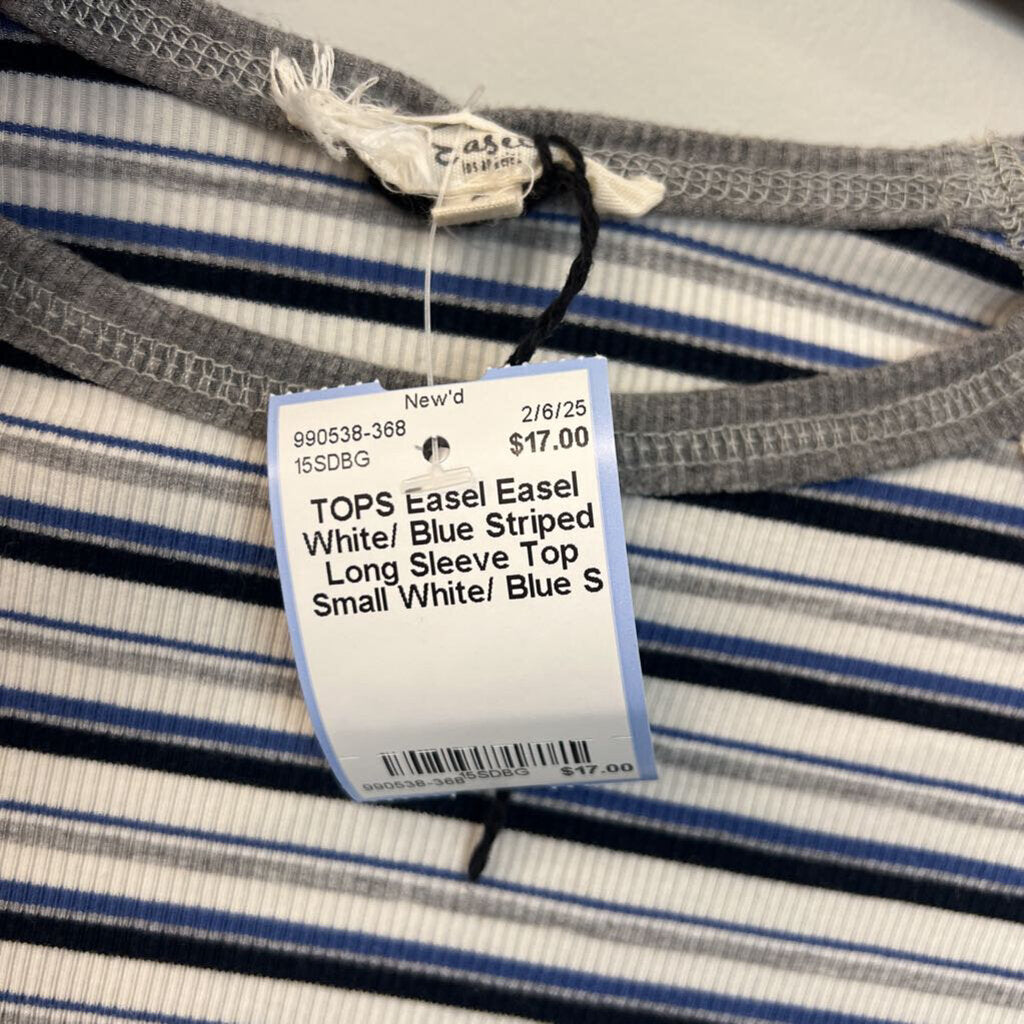 Easel
New'd
990538-368
2/6/25
15SDBG
$17.00
TOPS Easel Easel
White/ Blue Striped
Long Sleeve Top
Small White/ Blue S
990538-368 15SDBG $17.00